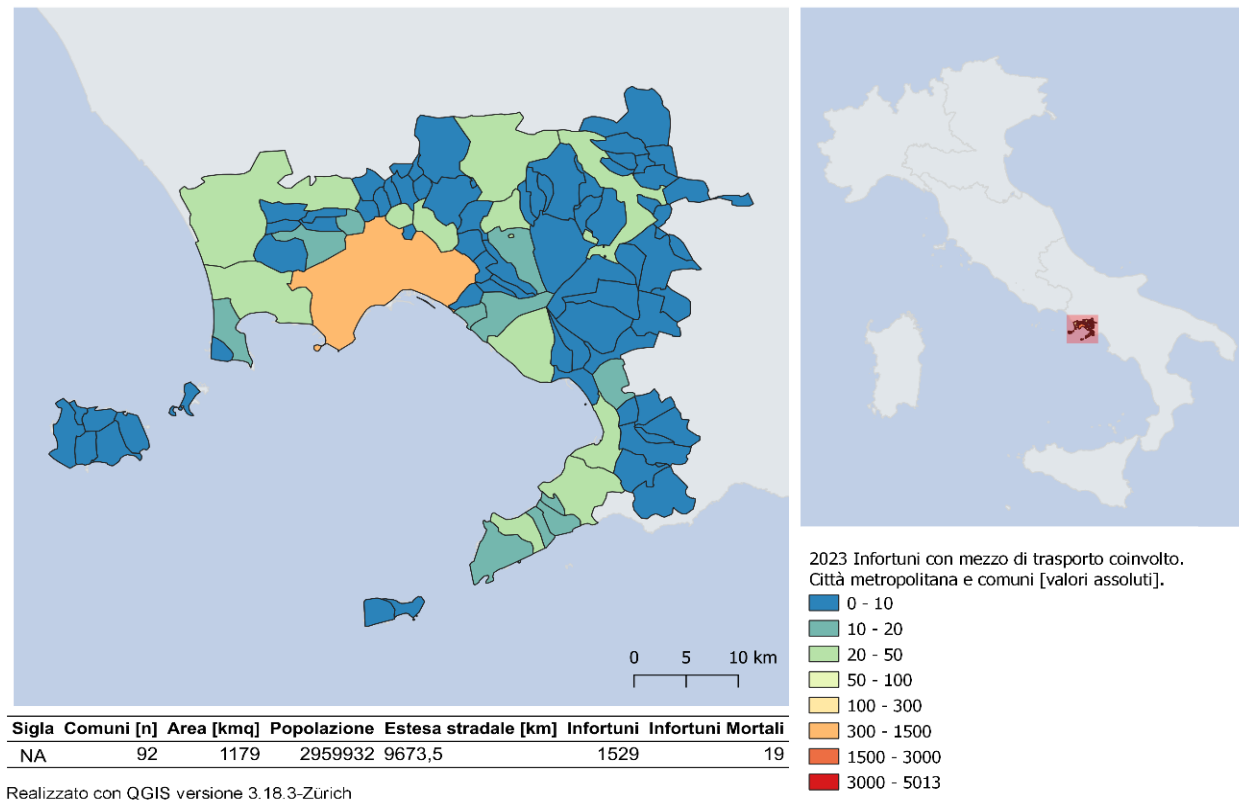 0 5 10 km
2023 Infortuni con mezzo di trasporto coinvolto.
Città metropolitana e comuni [valori assoluti].
0 - 10
10 - 20
20 - 50
50 - 100
100 - 300
300 - 1500
1500 - 3000
3000 - 5013
Sigla Comuni [n] Area [kmq] Popolazione Estesa stradale [km] Infortuni Infortuni Mortali
NA 92 1179 2959932 9673,5 1529 19
Realizzato con QGIS versione 3.18.3-Zürich